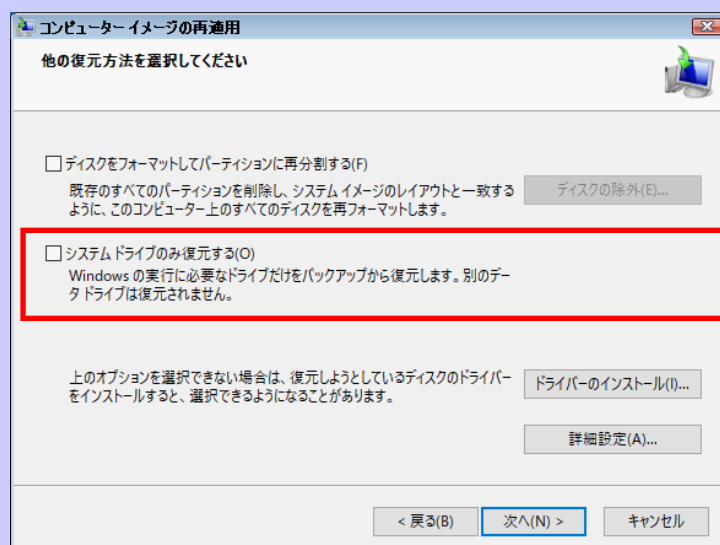 コンピューター イメージの再適用
他の復元方法を選択してください
ディスクをフォーマットしてパーティションに再分割する(F)
既存のすべてのパーティションを削除し、システム イメージのレイアウトと一致する
ように、このコンピューター上のすべてのディスクを再フォーマットします。
ディスクの除外(E)...
システム ドライブのみ復元する(O)
Windows の実行に必要なドライブだけをバックアップから復元します。別のデー
タ ドライブは復元されません。
上のオプションを選択できない場合は、復元しようとしているディスクのドライバー
をインストールすると、選択できるようになることがあります。
ドライバーのインストール(I)...
詳細設定(A)...
< 戻る(B)
次へ(N) >
キャンセル